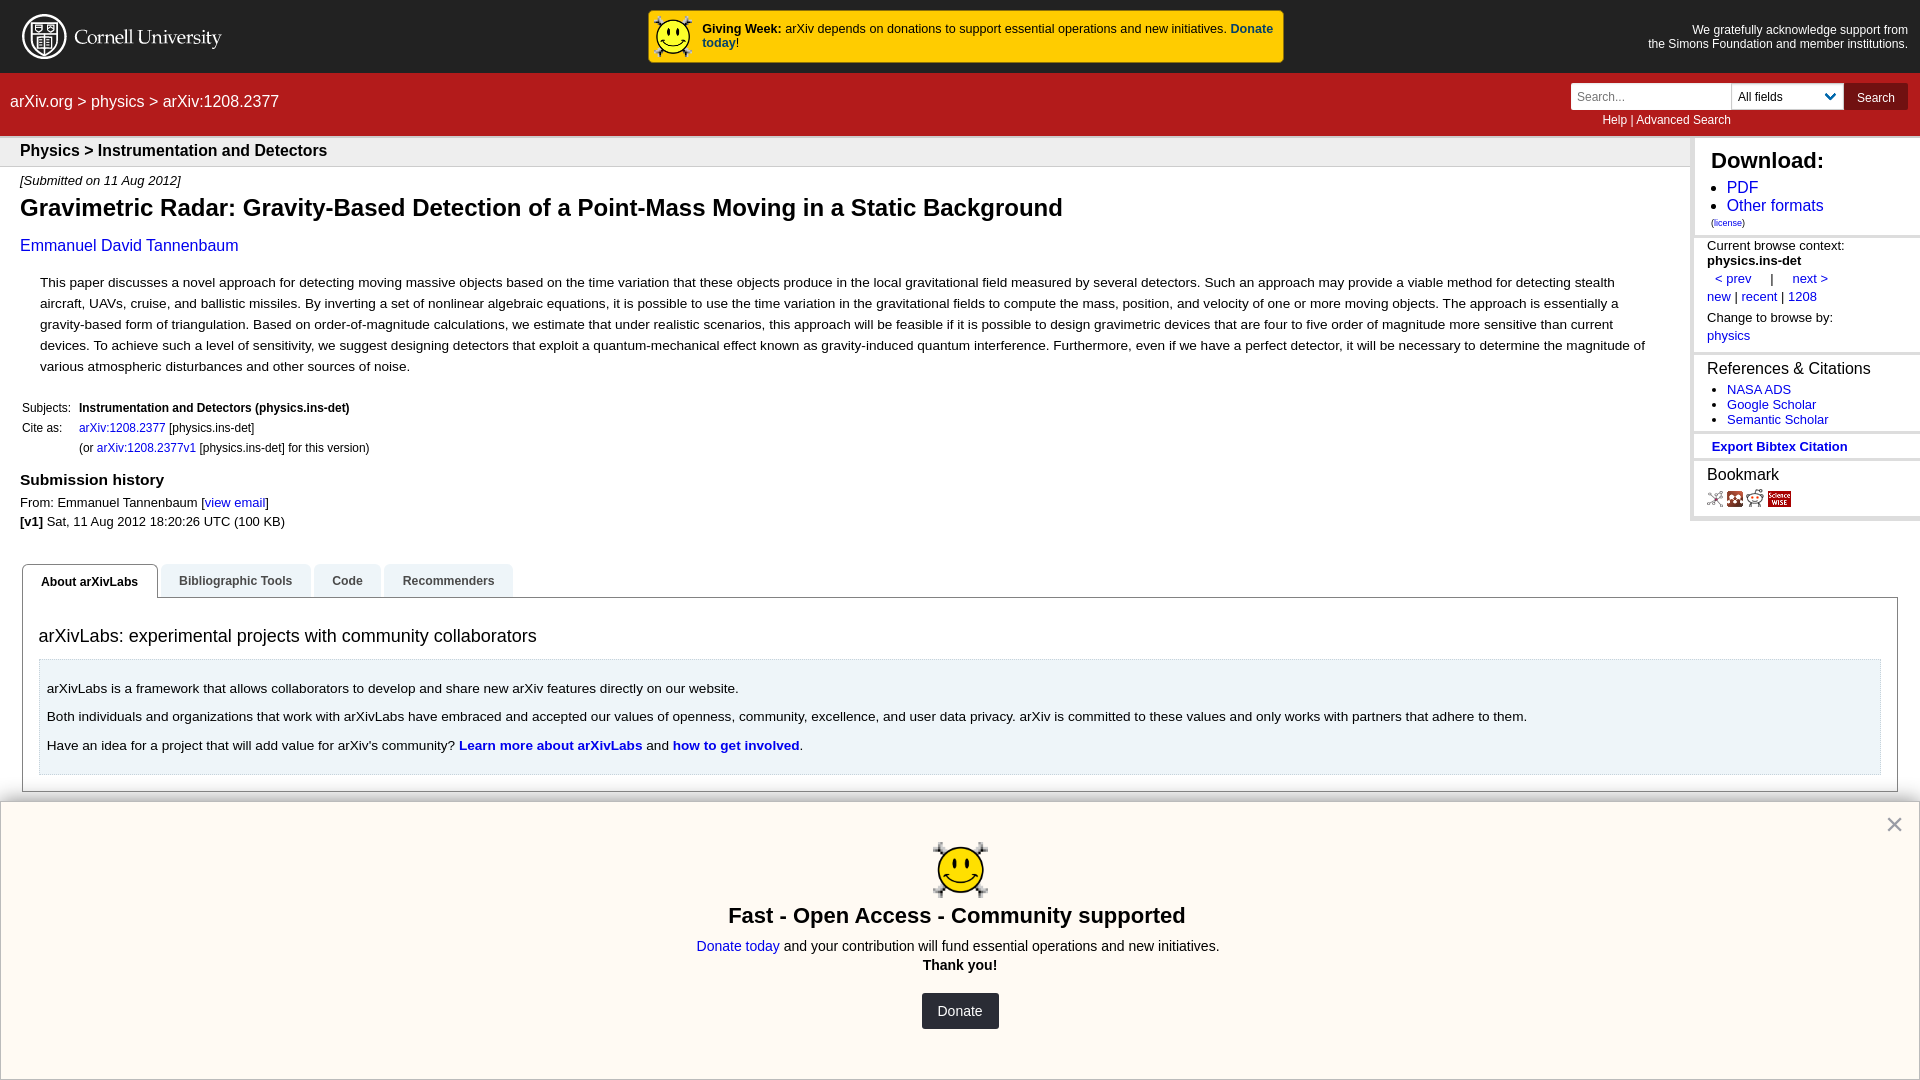 Cornell University
Giving Week: arXiv depends on donations to support essential operations and new initiatives. Donate
today!
We gratefully acknowledge support from
the Simons Foundation and member institutions.
arXiv.org > physics > arXiv:1208.2377
Search...
All fields
Search
Help | Advanced Search
Physics > Instrumentation and Detectors
[Submitted on 11 Aug 2012]
Gravimetric Radar: Gravity-Based Detection of a Point-Mass Moving in a Static Background
Emmanuel David Tannenbaum
This paper discusses a novel approach for detecting moving massive objects based on the time variation that these objects produce in the local gravitational field measured by several detectors. Such an approach may provide a viable method for detecting stealth
aircraft, UAVs, cruise, and ballistic missiles. By inverting a set of nonlinear algebraic equations, it is possible to use the time variation in the gravitational fields to compute the mass, position, and velocity of one or more moving objects. The approach is essentially a
gravity-based form of triangulation. Based on order-of-magnitude calculations, we estimate that under realistic scenarios, this approach will be feasible if it is possible to design gravimetric devices that are four to five order of magnitude more sensitive than current
devices. To achieve such a level of sensitivity, we suggest designing detectors that exploit a quantum-mechanical effect known as gravity-induced quantum interference. Furthermore, even if we have a perfect detector, it will be necessary to determine the magnitude of
various atmospheric disturbances and other sources of noise.
Subjects: Instrumentation and Detectors (physics.ins-det)
Cite as: arXiv:1208.2377 [physics.ins-det]
(or arXiv:1208.2377v1 [physics.ins-det] for this version)
Submission history
From: Emmanuel Tannenbaum [view email]
[v1] Sat, 11 Aug 2012 18:20:26 UTC (100 KB)
Download:
PDF
Other formats
(license)
Current browse context:
physics.ins-det
< prev | next >
new | recent | 1208
Change to browse by:
physics
References & Citations
NASA ADS
Google Scholar
Semantic Scholar
Export Bibtex Citation
Bookmark
Science
WISE
About arXivLabs
Bibliographic Tools
Code
Recommenders
arXivLabs: experimental projects with community collaborators
arXivLabs is a framework that allows collaborators to develop and share new arXiv features directly on our website.
Both individuals and organizations that work with arXivLabs have embraced and accepted our values of openness, community, excellence, and user data privacy. arXiv is committed to these values and only works with partners that adhere to them.
Have an idea for a project that will add value for arXiv's community? Learn more about arXivLabs and how to get involved.
×
Fast - Open Access - Community supported
Donate today and your contribution will fund essential operations and new initiatives.
Thank you!
Donate